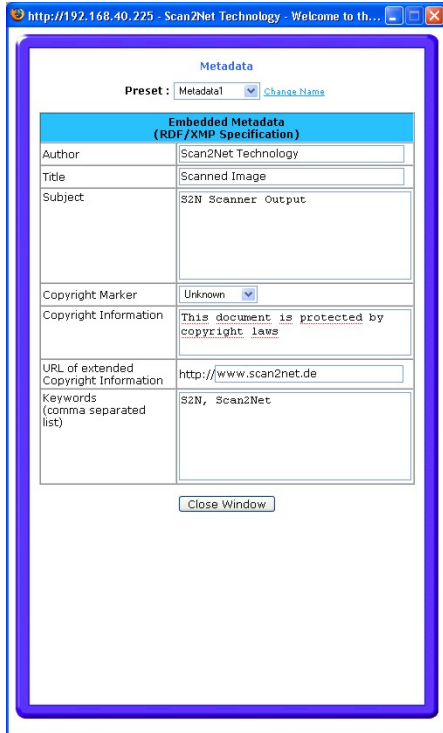 http://192.168.40.225 - Scan2Net Technology - Welcome to th...
Metadata
Preset : Metadata1 Change Name
Embedded Metadata
(RDF/XMP Specification)
Author Scan2Net Technology
Title Scanned Image
Subject S2N Scanner Output
Copyright Marker Unknown
Copyright Information This document is protected by
copyright laws
URL of extended
Copyright Information http://www.scan2net.de
Keywords S2N, Scan2Net
(comma separated
list)
Close Window